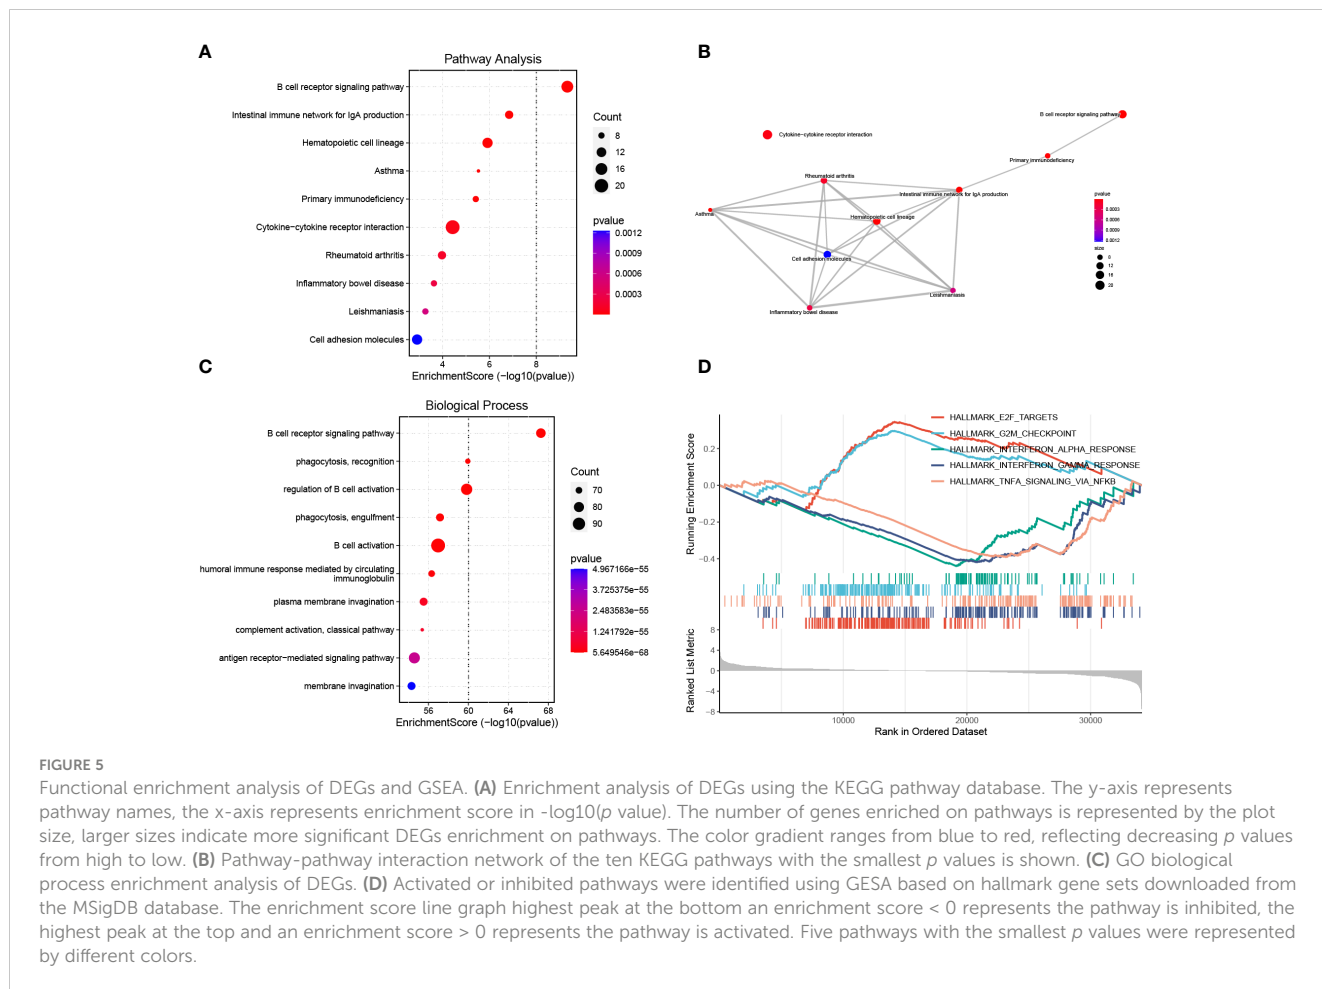 A
Pathway Analysis
B cell receptor signaling pathway
Intestinal immune network for IgA production
Hematopoietic cell lineage
Asthma
Primary immunodeficiency
Cytokine−cytokine receptor interaction
Rheumatoid arthritis
Inflammatory bowel disease
Leishmaniasis
Cell adhesion molecules
4 6 8
EnrichmentScore (−log10(pvalue))
Count
8
12
16
20
pvalue
0.0012
0.0009
0.0006
0.0003
B
B cell receptor signaling pathway
Cytokine−cytokine receptor interaction
Primary immunodeficiency
Rheumatoid arthritis
Intestinal immune network for IgA production
Asthma
Hematopoietic cell lineage
Cell adhesion molecules
Leishmaniasis
Inflammatory bowel disease
pvalue
0.0003
0.0006
0.0009
0.0012
size
8
12
16
20
C
Biological Process
B cell receptor signaling pathway
phagocytosis, recognition
regulation of B cell activation
phagocytosis, engulfment
B cell activation
humoral immune response mediated by circulating
immunoglobulin
plasma membrane invagination
complement activation, classical pathway
antigen receptor−mediated signaling pathway
membrane invagination
56 60 64 68
EnrichmentScore (−log10(pvalue))
Count
70
80
90
pvalue
4.967166e−55
3.725375e−55
2.483583e−55
1.241792e−55
5.649546e−68
D
HALLMARK_E2F_TARGETS
HALLMARK_G2M_CHECKPOINT
HALLMARK_INTERFERON_ALPHA_RESPONSE
HALLMARK_INTERFERON_GAMMA_RESPONSE
HALLMARK_TNFA_SIGNALING_VIA_NFKB
Running Enrichment Score
0.2
0.0
−0.2
−0.4
Ranked List Metric
8
4
0
−4
−8
10000 20000 30000
Rank in Ordered Dataset
FIGURE 5
Functional enrichment analysis of DEGs and GSEA. (A) Enrichment analysis of DEGs using the KEGG pathway database. The y-axis represents
pathway names, the x-axis represents enrichment score in -log10(p value). The number of genes enriched on pathways is represented by the plot
size, larger sizes indicate more significant DEGs enrichment on pathways. The color gradient ranges from blue to red, reflecting decreasing p values
from high to low. (B) Pathway-pathway interaction network of the ten KEGG pathways with the smallest p values is shown. (C) GO biological
process enrichment analysis of DEGs. (D) Activated or inhibited pathways were identified using GESA based on hallmark gene sets downloaded from
the MSigDB database. The enrichment score line graph highest peak at the bottom an enrichment score < 0 represents the pathway is inhibited, the
highest peak at the top and an enrichment score > 0 represents the pathway is activated. Five pathways with the smallest p values were represented
by different colors.